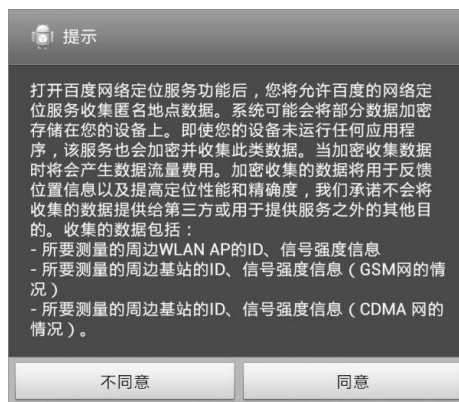 提示
打开百度网络定位服务功能后，您将允许百度的网络定
位服务收集匿名地点数据。系统可能会将部分数据加密
存储在您的设备上。即使您的设备未运行任何应用程
序，该服务也会加密并收集此类数据。当加密收集数据
时将会产生数据流量费用。加密收集的数据将用于反馈
位置信息以及提高定位性能和精确度，我们承诺不会将
收集的数据提供给第三方或用于提供服务之外的其他目
的。收集的数据包括：
- 所要测量的周边WLAN AP的ID、信号强度信息
- 所要测量的周边基站的ID、信号强度信息（GSM网的情
况）
- 所要测量的周边基站的ID、信号强度信息（CDMA 网的
情况）。
不同意
同意